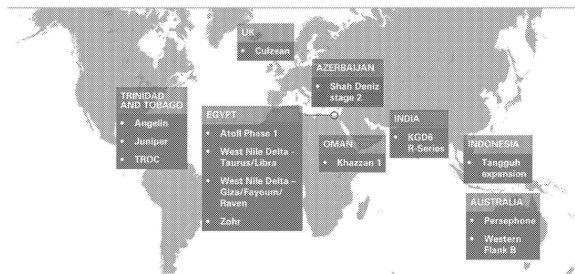 UK
• Culzean
AZERBAIJAN
• Shah Deniz
stage 2
TRINIDAD
AND TOBAGO
• Angelin
• Juniper
• TROC
EGYPT
• Atoll Phase 1
• West Nile Delta -
Taurus/Libra
• West Nile Delta –
Giza/Fayoum/
Raven
• Zohr
OMAN
• Khazzan 1
INDIA
• KGD6
R-Series
INDONESIA
• Tangguh
expansion
AUSTRALIA
• Persephone
• Western
Flank B